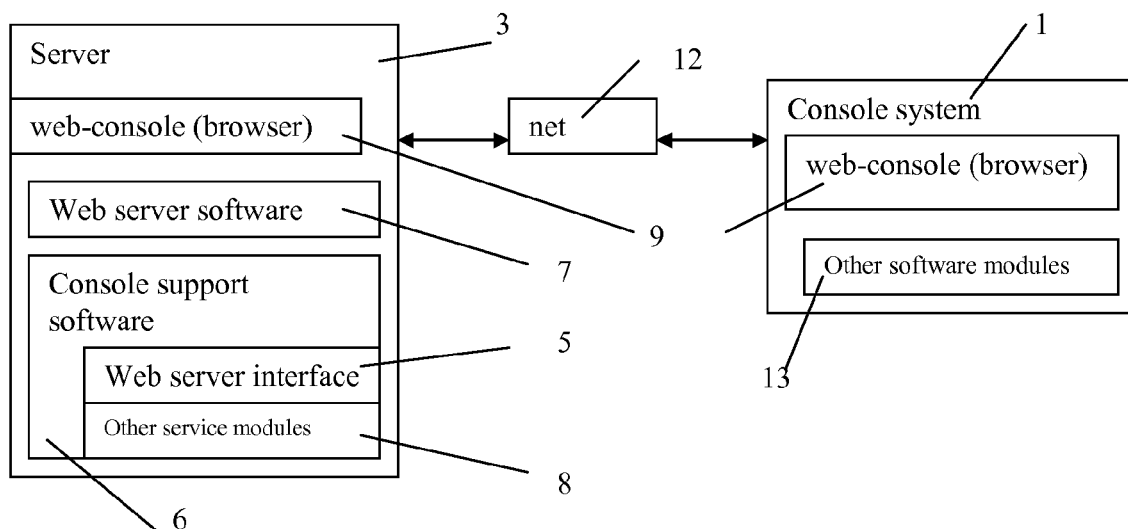 3
1
Server
12
Console system
web-console (browser)
net
web-console (browser)
Web server software
9
Other software modules
7
Console support
software
5
Web server interface
13
Other service modules
8
6